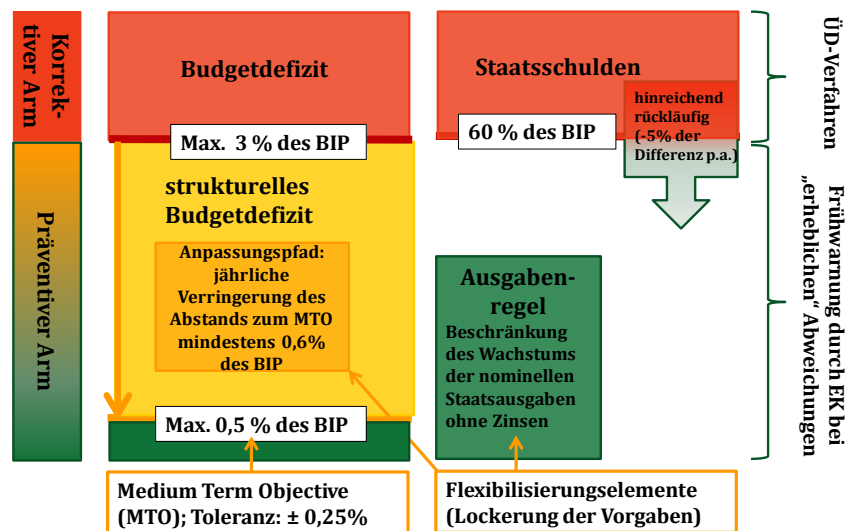 Korrek-
tiver Arm
Budgetdefizit
Staatsschulden
hinreichend
rückläufig
(-5% der
Differenz p.a.)
ÜD-Verfahren
Max. 3 % des BIP
60 % des BIP
Präventiver Arm
strukturelles
Budgetdefizit
Anpassungspfad:
jährliche
Verringerung des
Abstands zum MTO
mindestens 0,6%
des BIP
Ausgaben-
regel
Beschränkung
des Wachstums
der nominellen
Staatsausgaben
ohne Zinsen
Frühwarnung durch EK bei
„erheblichen“ Abweichungen
Max. 0,5 % des BIP
Medium Term Objective
(MTO); Toleranz: ± 0,25%
Flexibilisierungselemente
(Lockerung der Vorgaben)